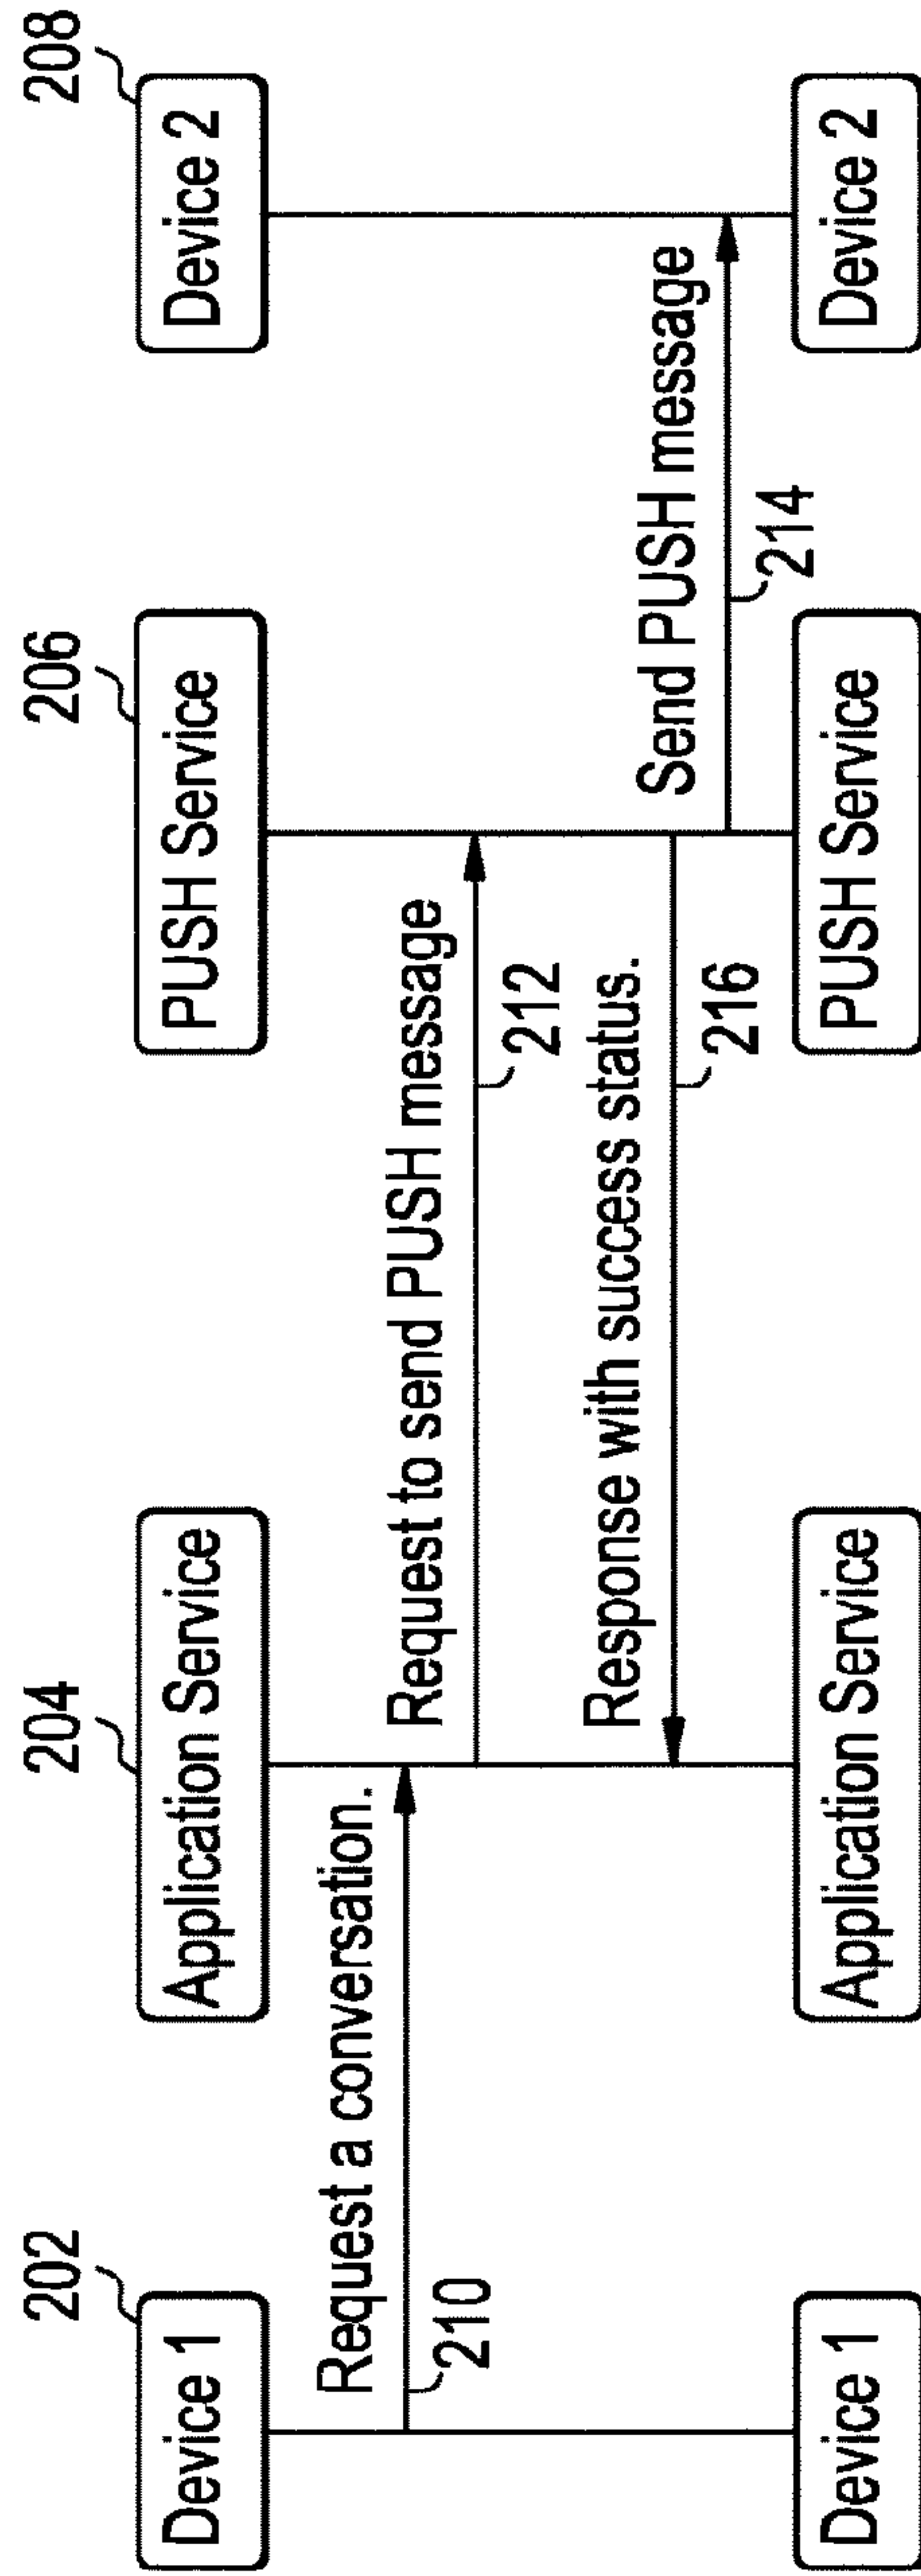 202
204
206
208
Device 1
Application Service
PUSH Service
Device 2
Request a conversation.
210
Request to send PUSH message
212
Response with success status.
216
Send PUSH message
214
Device 1
Application Service
PUSH Service
Device 2